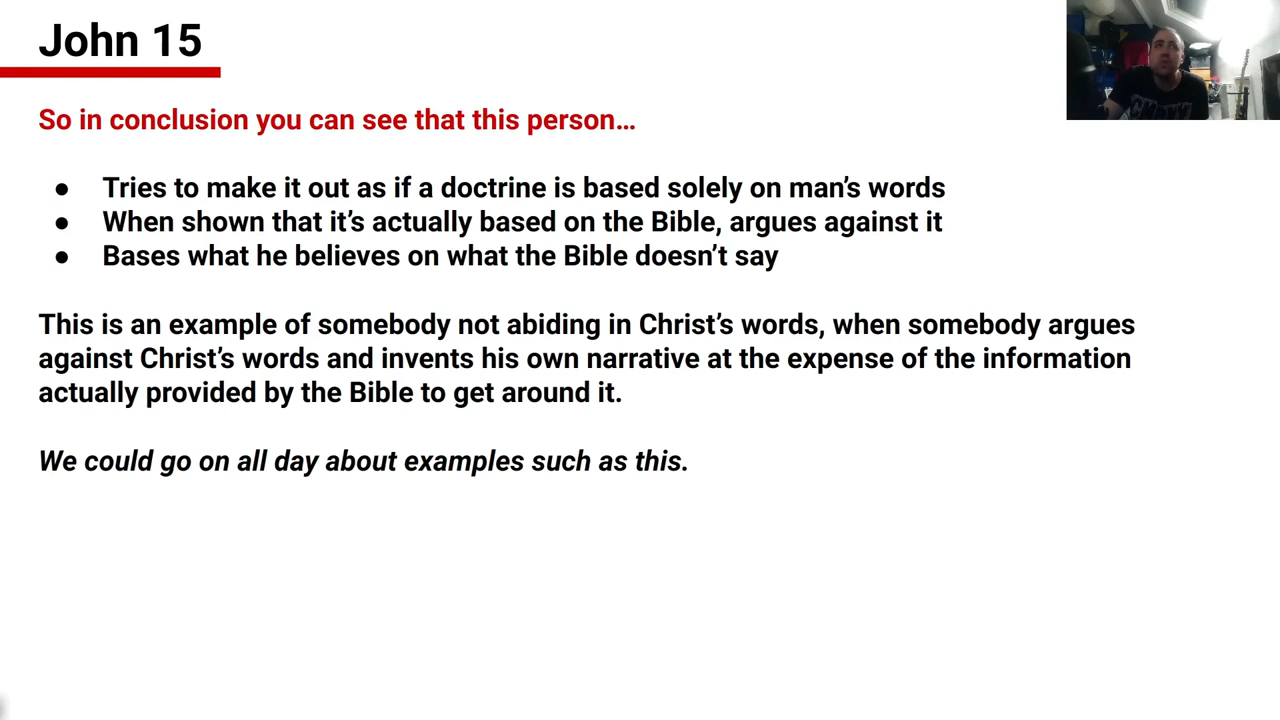 John 15
So in conclusion you can see that this person…
● Tries to make it out as if a doctrine is based solely on man’s words
● When shown that it’s actually based on the Bible, argues against it
● Bases what he believes on what the Bible doesn’t say
This is an example of somebody not abiding in Christ’s words, when somebody argues
against Christ’s words and invents his own narrative at the expense of the information
actually provided by the Bible to get around it.
We could go on all day about examples such as this.